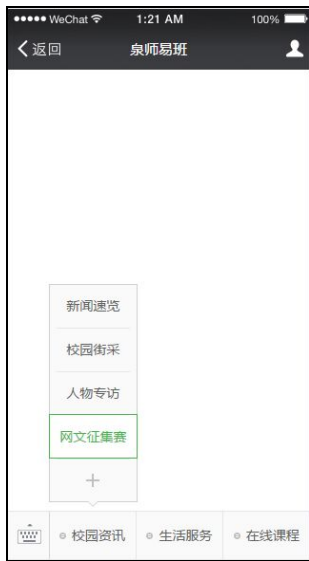 WeChat 1:21 AM 100%
返回 泉师易班
新闻速览
校园街采
人物专访
网文征集赛
+
校园资讯 生活服务 在线课程